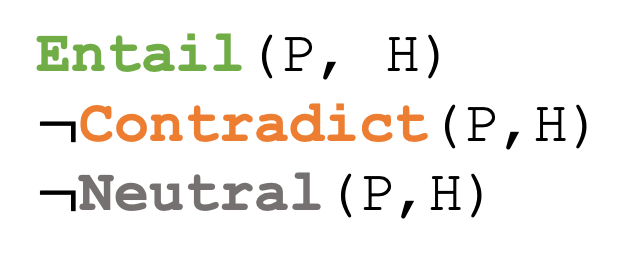 Entail(P, H)
¬Contradict(P,H)
¬Neutral(P,H)